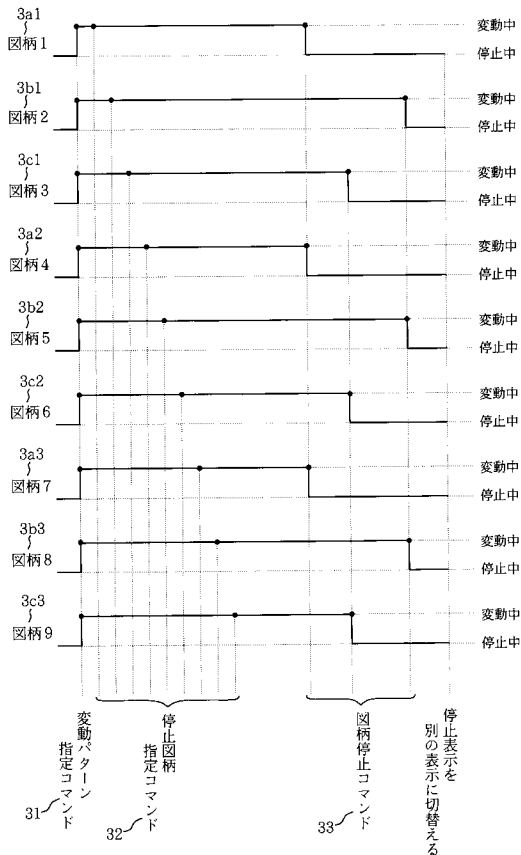 3a1
図柄1
変動中
停止中
3b1
図柄2
変動中
停止中
3c1
図柄3
変動中
停止中
3a2
図柄4
変動中
停止中
3b2
図柄5
変動中
停止中
3c2
図柄6
変動中
停止中
3a3
図柄7
変動中
停止中
3b3
図柄8
変動中
停止中
3c3
図柄9
変動中
停止中
変動パターン
指定コマンド
31
停止図柄
指定コマンド
32
図柄停止コマンド
33
停止表示を
別の表示に切替える